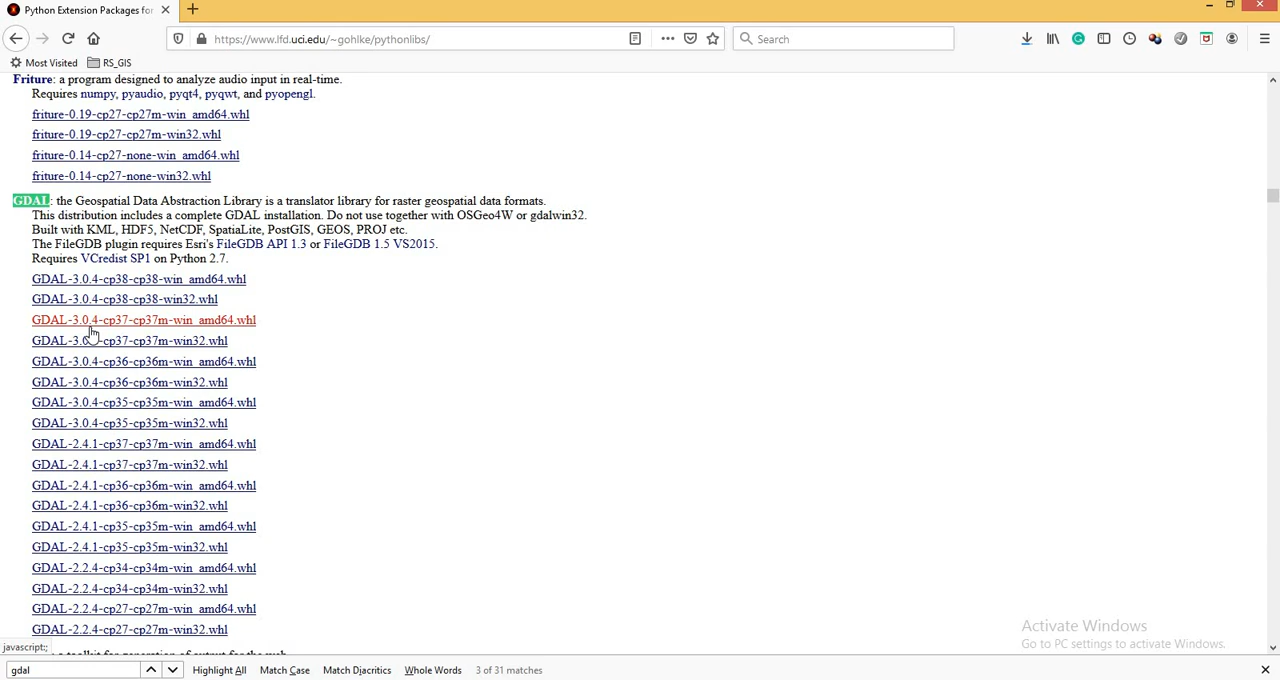 Python Extension Packages for
https://www.lfd.uci.edu/~gohlke/pythonlibs/
Search
Most Visited RS_GIS
Friture: a program designed to analyze audio input in real-time.
Requires numpy, pyaudio, pyqt4, pyqwt, and pyopengl.
friture-0.19-cp27-cp27m-win_amd64.whl
friture-0.19-cp27-cp27m-win32.whl
friture-0.14-cp27-none-win_amd64.whl
friture-0.14-cp27-none-win32.whl
GDAL: the Geospatial Data Abstraction Library is a translator library for raster geospatial data formats.
This distribution includes a complete GDAL installation. Do not use together with OSGeo4W or gdalwin32.
Built with KML, HDF5, NetCDF, SpatiaLite, PostGIS, GEOS, PROJ etc.
The FileGDB plugin requires Esri's FileGDB API 1.3 or FileGDB 1.5 VS2015.
Requires VCredist SP1 on Python 2.7.
GDAL-3.0.4-cp38-cp38-win_amd64.whl
GDAL-3.0.4-cp38-cp38-win32.whl
GDAL-3.0.4-cp37-cp37m-win_amd64.whl
GDAL-3.0.4-cp37-cp37m-win32.whl
GDAL-3.0.4-cp36-cp36m-win_amd64.whl
GDAL-3.0.4-cp36-cp36m-win32.whl
GDAL-3.0.4-cp35-cp35m-win_amd64.whl
GDAL-3.0.4-cp35-cp35m-win32.whl
GDAL-2.4.1-cp37-cp37m-win_amd64.whl
GDAL-2.4.1-cp37-cp37m-win32.whl
GDAL-2.4.1-cp36-cp36m-win_amd64.whl
GDAL-2.4.1-cp36-cp36m-win32.whl
GDAL-2.4.1-cp35-cp35m-win_amd64.whl
GDAL-2.4.1-cp35-cp35m-win32.whl
GDAL-2.2.4-cp34-cp34m-win_amd64.whl
GDAL-2.2.4-cp34-cp34m-win32.whl
GDAL-2.2.4-cp27-cp27m-win_amd64.whl
GDAL-2.2.4-cp27-cp27m-win32.whl
Activate Windows
Go to PC settings to activate Windows.
javascript:;
a toolkit for generation of output for the web.
gdal Highlight All Match Case Match Diacritics Whole Words 3 of 31 matches